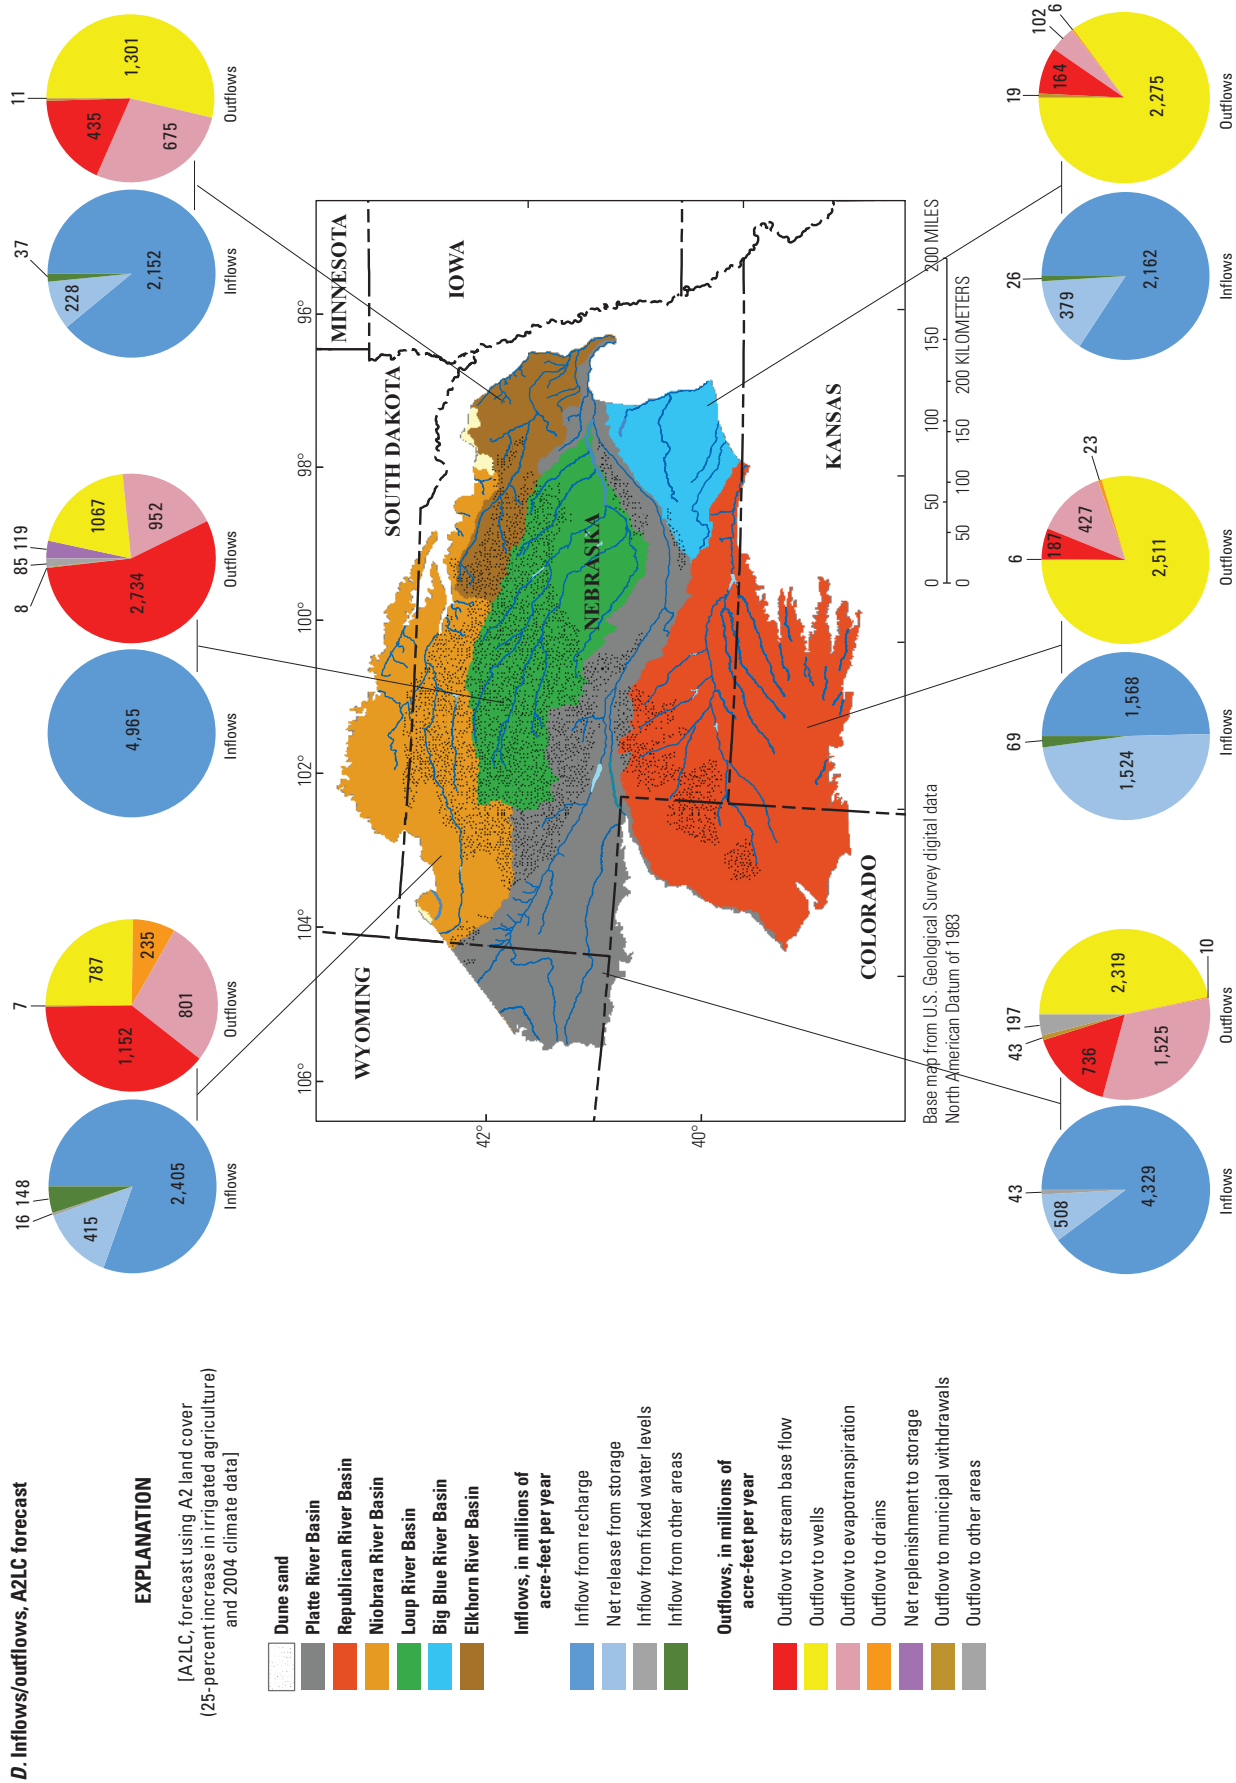 D. Inflows/outflows, A2LC forecast
EXPLANATION
[A2LC, forecast using A2 land cover
(25-percent increase in irrigated agriculture)
and 2004 climate data]
Dune sand
Platte River Basin
Republican River Basin
Niobrara River Basin
Loup River Basin
Big Blue River Basin
Elkhorn River Basin
Inflows, in millions of
acre-feet per year
Inflow from recharge
Net release from storage
Inflow from fixed water levels
Inflow from other areas
Outflows, in millions of
acre-feet per year
Outflow to stream base flow
Outflow to wells
Outflow to evapotranspiration
Outflow to drains
Net replenishment to storage
Outflow to municipal withdrawals
Outflow to other areas
16 148
415
2,405
Inflows
7
787
235
801
1,152
Outflows
4,965
Inflows
8
85 119
1067
952
2,734
Outflows
37
228
2,152
Inflows
11
1,301
435
675
Outflows
106°
104°
102°
100°
98°
96°
42°
40°
WYOMING
SOUTH DAKOTA
MINNESOTA
IOWA
NEBRASKA
COLORADO
KANSAS
Base map from U.S. Geological Survey digital data
North American Datum of 1983
0 50 100 150 200 MILES
0 50 100 150 200 KILOMETERS
43
508
4,329
Inflows
43 197
2,319
736
1,525
10
Outflows
69
1,568
1,524
Inflows
6
187
427
23
2,511
Outflows
26
379
2,162
Inflows
19
164
102
6
2,275
Outflows